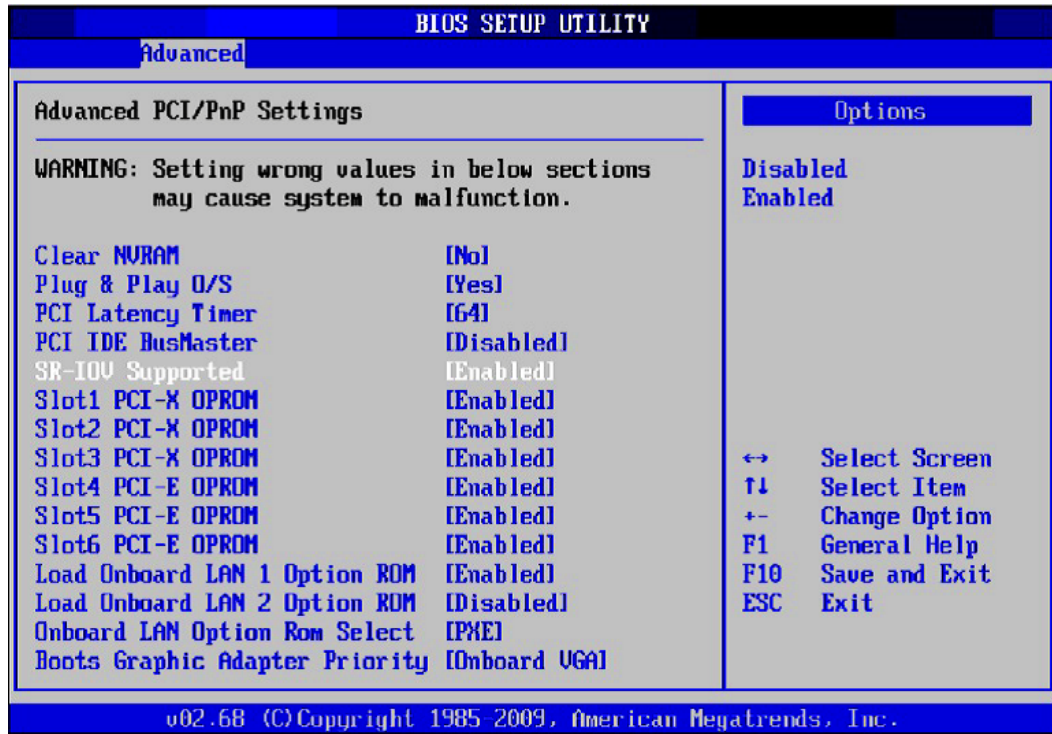 BIOS SETUP UTILITY
Advanced
Advanced PCI/PnP Settings
WARNING: Setting wrong values in below sections
may cause system to malfunction.
Clear NVRAM [No]
Plug & Play O/S [Yes]
PCI Latency Timer [64]
PCI IDE BusMaster [Disabled]
SR-IOV Supported [Enabled]
Slot1 PCI-X OPROM [Enabled]
Slot2 PCI-X OPROM [Enabled]
Slot3 PCI-X OPROM [Enabled]
Slot4 PCI-E OPROM [Enabled]
Slot5 PCI-E OPROM [Enabled]
Slot6 PCI-E OPROM [Enabled]
Load Onboard LAN 1 Option ROM [Enabled]
Load Onboard LAN 2 Option ROM [Disabled]
Onboard LAN Option Rom Select [PXE]
Boots Graphic Adapter Priority [Onboard VGA]
Options
Disabled
Enabled
↔ Select Screen
↑↓ Select Item
+- Change Option
F1 General Help
F10 Save and Exit
ESC Exit
v02.68 (C)Copyright 1985-2009, American Megatrends, Inc.